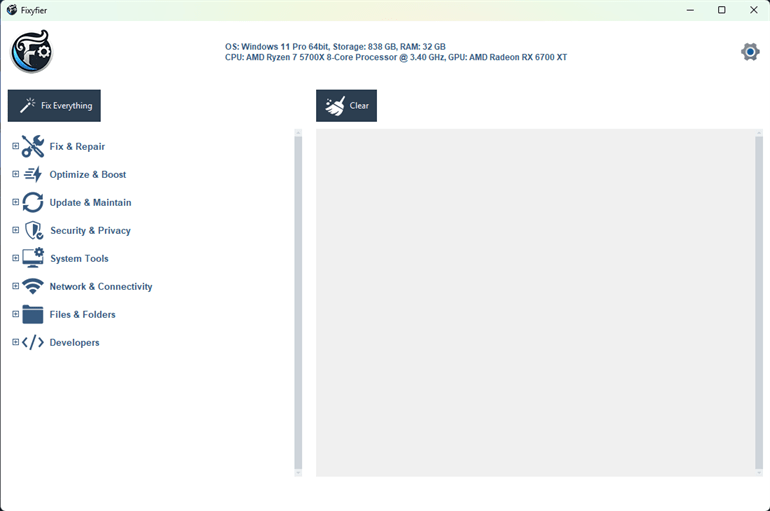 Fixyfier
OS: Windows 11 Pro 64bit, Storage: 838 GB, RAM: 32 GB
CPU: AMD Ryzen 7 5700X 8-Core Processor @ 3.40 GHz, GPU: AMD Radeon RX 6700 XT
Fix Everything
Clear
Fix & Repair
Optimize & Boost
Update & Maintain
Security & Privacy
System Tools
Network & Connectivity
Files & Folders
Developers